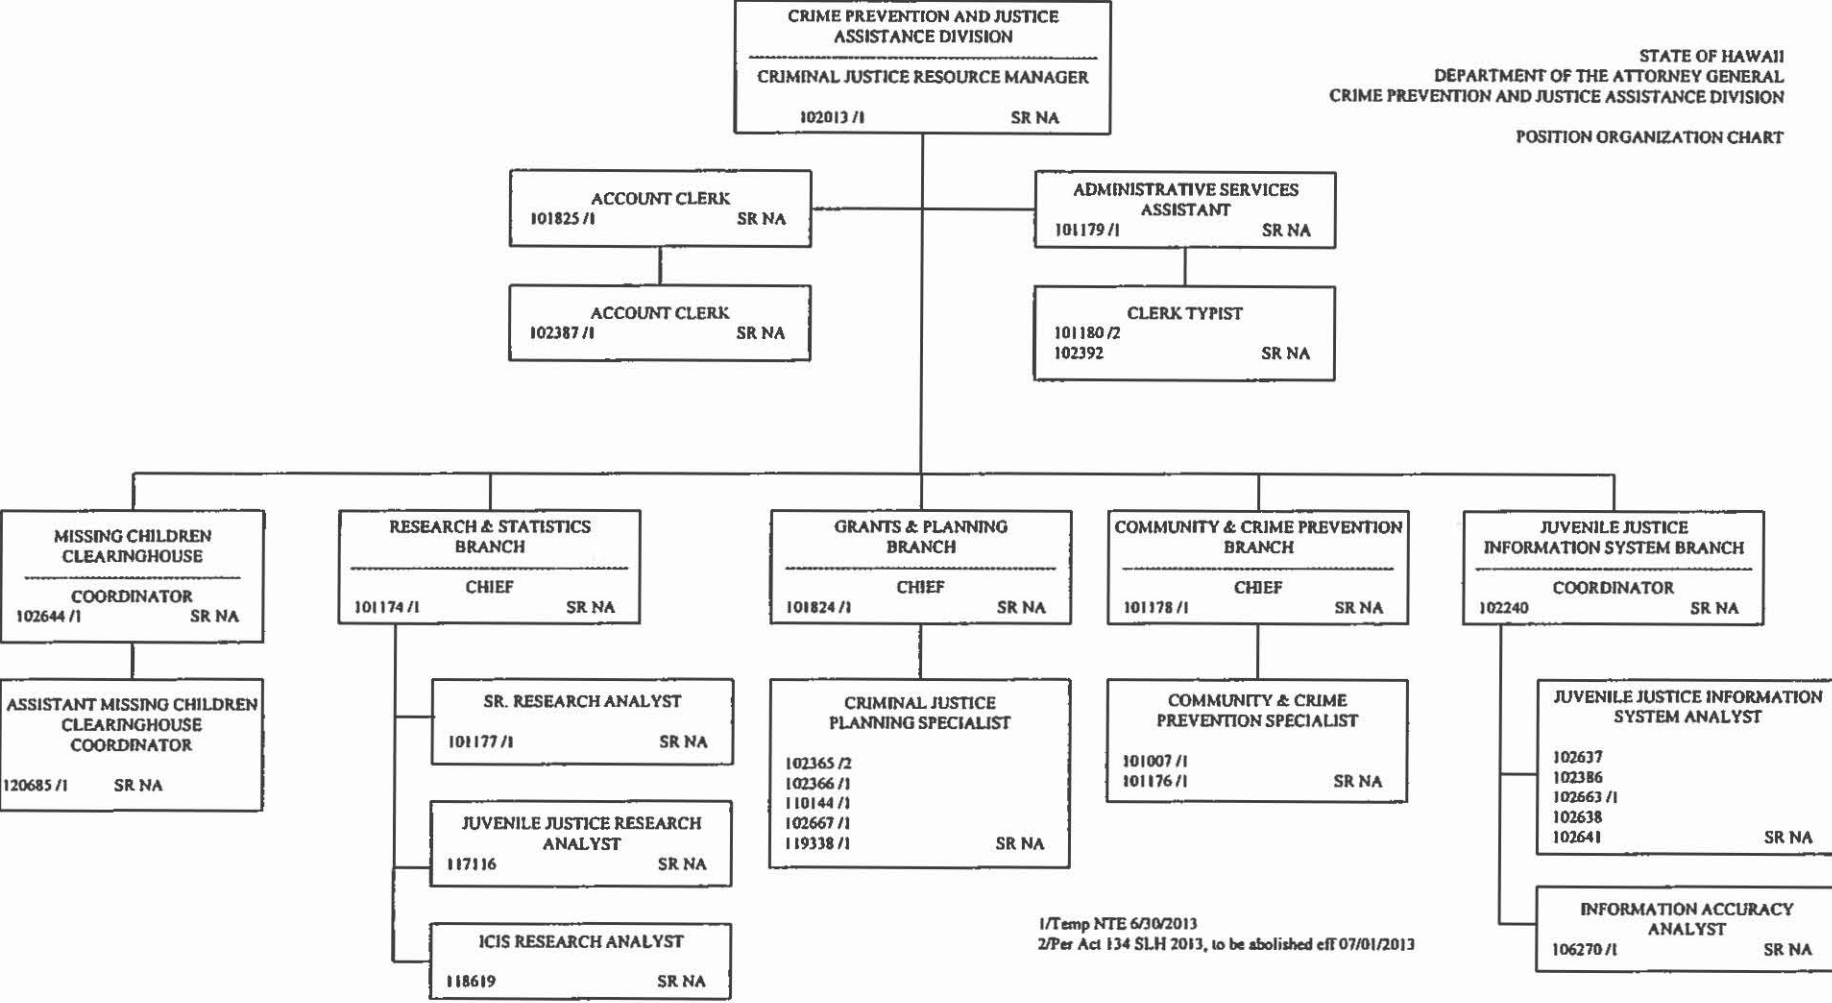 CRIME PREVENTION AND JUSTICE
ASSISTANCE DIVISION
CRIMINAL JUSTICE RESOURCE MANAGER
102013 /1 SR NA
STATE OF HAWAII
DEPARTMENT OF THE ATTORNEY GENERAL
CRIME PREVENTION AND JUSTICE ASSISTANCE DIVISION
POSITION ORGANIZATION CHART
ACCOUNT CLERK
101825 /1 SR NA
ADMINISTRATIVE SERVICES
ASSISTANT
101179 /1 SR NA
ACCOUNT CLERK
102387 /1 SR NA
CLERK TYPIST
101180 /2
102392 SR NA
MISSING CHILDREN
CLEARINGHOUSE
COORDINATOR
102644 /1 SR NA
RESEARCH & STATISTICS
BRANCH
CHIEF
101174 /1 SR NA
GRANTS & PLANNING
BRANCH
CHIEF
101824 /1 SR NA
COMMUNITY & CRIME PREVENTION
BRANCH
CHIEF
101178 /1 SR NA
JUVENILE JUSTICE
INFORMATION SYSTEM BRANCH
COORDINATOR
102240 SR NA
ASSISTANT MISSING CHILDREN
CLEARINGHOUSE
COORDINATOR
120685 /1 SR NA
SR. RESEARCH ANALYST
101177 /1 SR NA
JUVENILE JUSTICE RESEARCH
ANALYST
117116 SR NA
ICIS RESEARCH ANALYST
118619 SR NA
CRIMINAL JUSTICE
PLANNING SPECIALIST
102365 /2
102366 /1
110144 /1
102667 /1
119338 /1 SR NA
COMMUNITY & CRIME
PREVENTION SPECIALIST
101007 /1
101176 /1 SR NA
JUVENILE JUSTICE INFORMATION
SYSTEM ANALYST
102637
102386
102663 /1
102638
102641 SR NA
INFORMATION ACCURACY
ANALYST
106270 /1 SR NA
1/Temp NTE 6/30/2013
2/Per Act 134 SLH 2013, to be abolished eff 07/01/2013